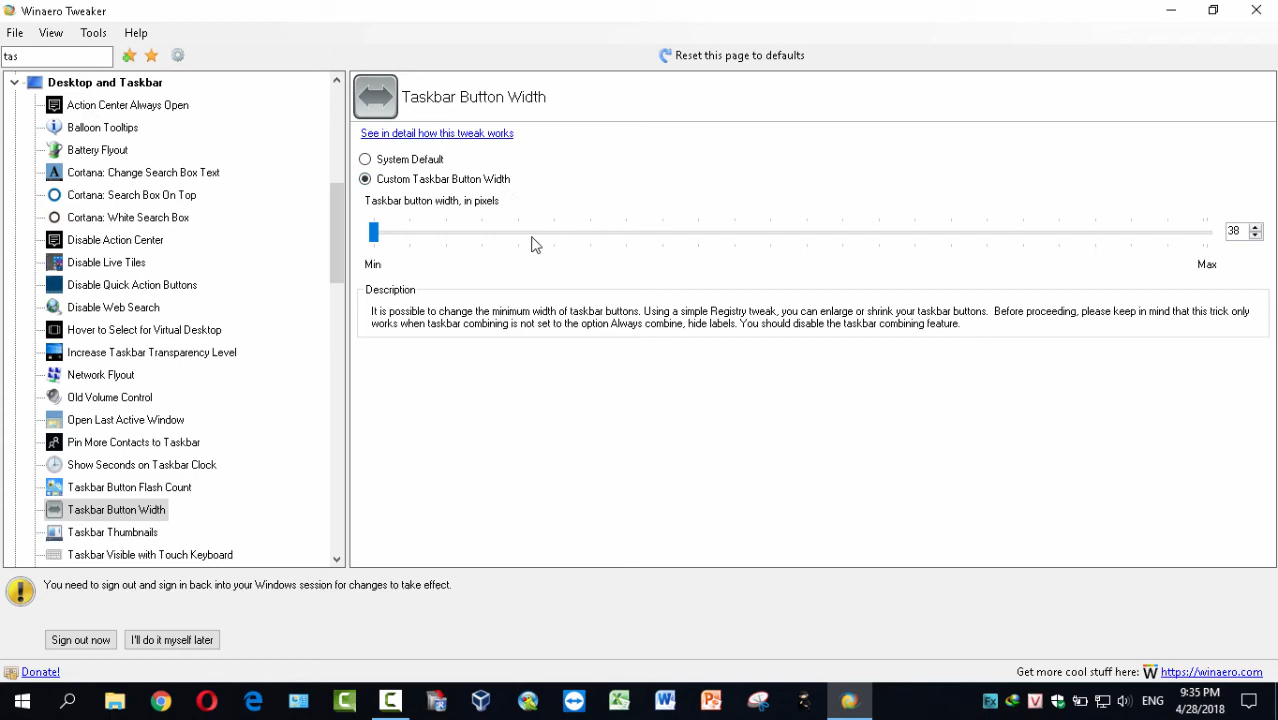 Winaero Tweaker
File View Tools Help
tas
Reset this page to defaults
Desktop and Taskbar
Action Center Always Open
Balloon Tooltips
Battery Flyout
Cortana: Change Search Box Text
Cortana: Search Box On Top
Cortana: White Search Box
Disable Action Center
Disable Live Tiles
Disable Quick Action Buttons
Disable Web Search
Hover to Select for Virtual Desktop
Increase Taskbar Transparency Level
Network Flyout
Old Volume Control
Open Last Active Window
Pin More Contacts to Taskbar
Show Seconds on Taskbar Clock
Taskbar Button Flash Count
Taskbar Button Width
Taskbar Thumbnails
Taskbar Visible with Touch Keyboard
Taskbar Button Width
See in detail how this tweak works
System Default
Custom Taskbar Button Width
Taskbar button width, in pixels
38
Min Max
Description
It is possible to change the minimum width of taskbar buttons. Using a simple Registry tweak, you can enlarge or shrink your taskbar buttons. Before proceeding, please keep in mind that this trick only
works when taskbar combining is not set to the option Always combine, hide labels. You should disable the taskbar combining feature.
You need to sign out and sign in back into your Windows session for changes to take effect.
Sign out now I'll do it myself later
Donate! Get more cool stuff here: W https://winaero.com
ENG 9:35 PM
4/28/2018